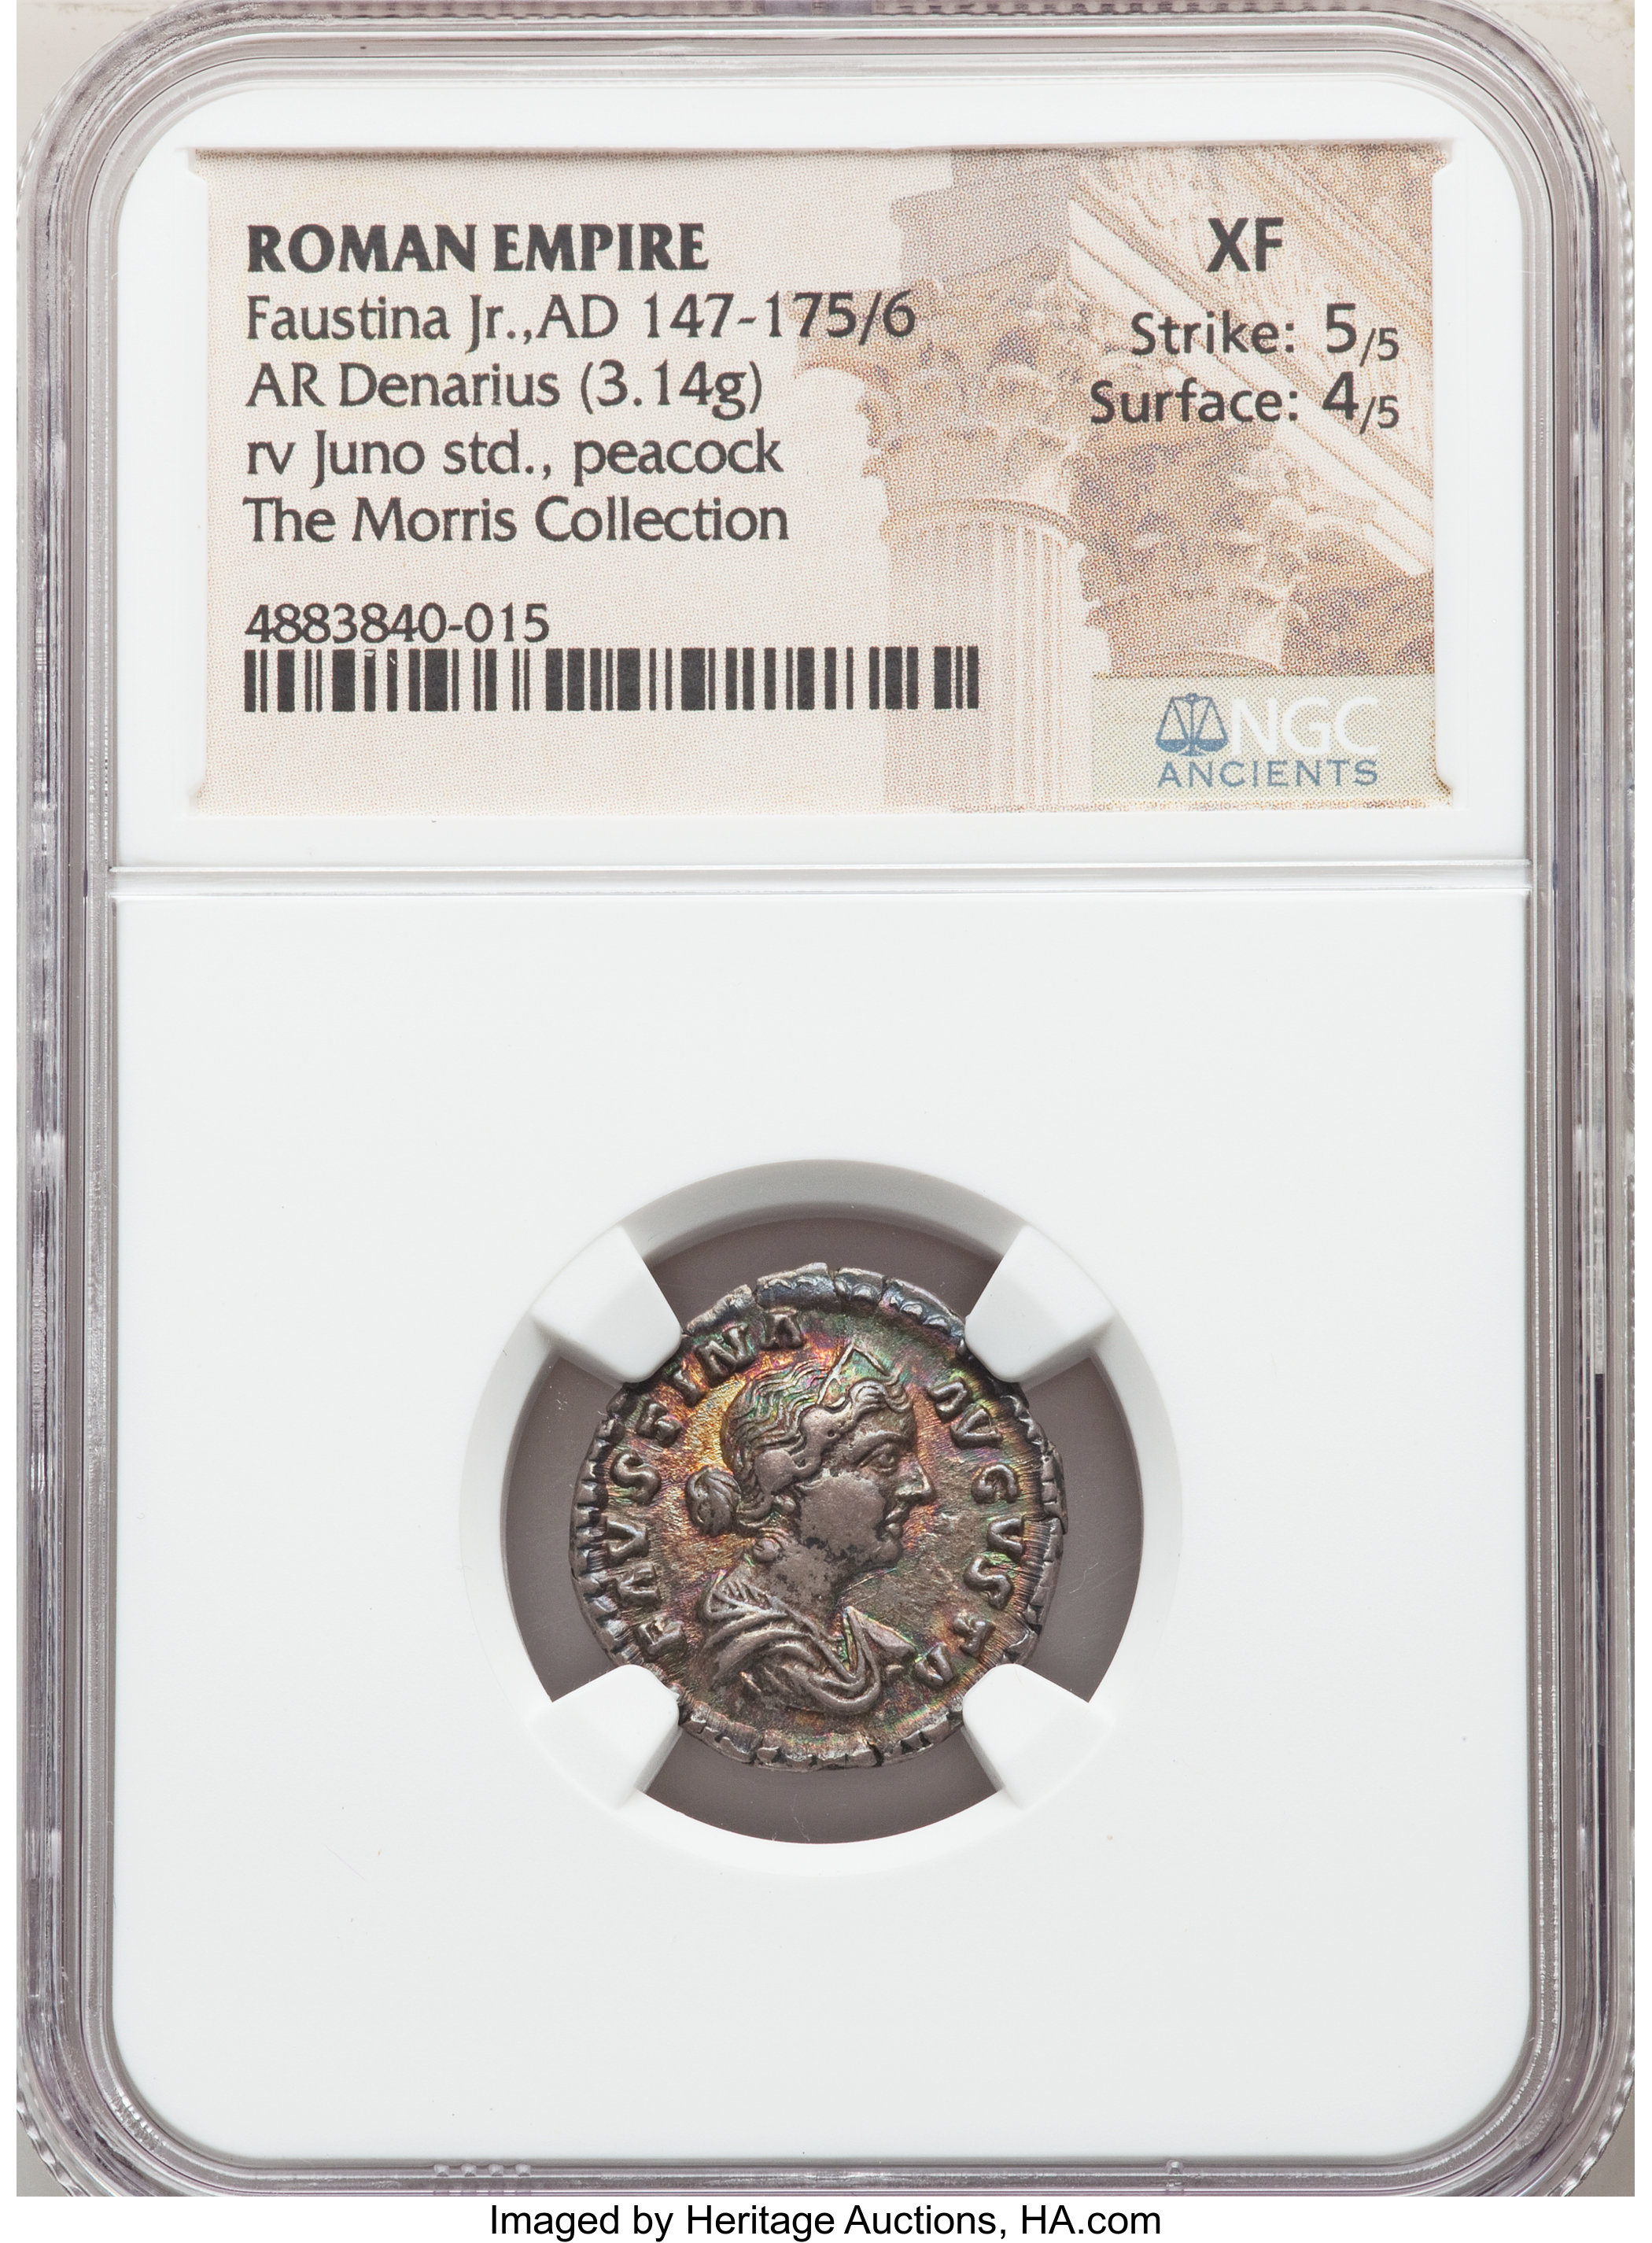 ROMAN EMPIRE
Faustina Jr., AD 147-175/6
AR Denarius (3.14g)
rv Juno std., peacock
The Morris Collection
4883840-015
XF
Strike: 5/5
Surface: 4/5
NGC
ANCIENTS
FAVSTINA AVGVSTA
Imaged by Heritage Auctions, HA.com